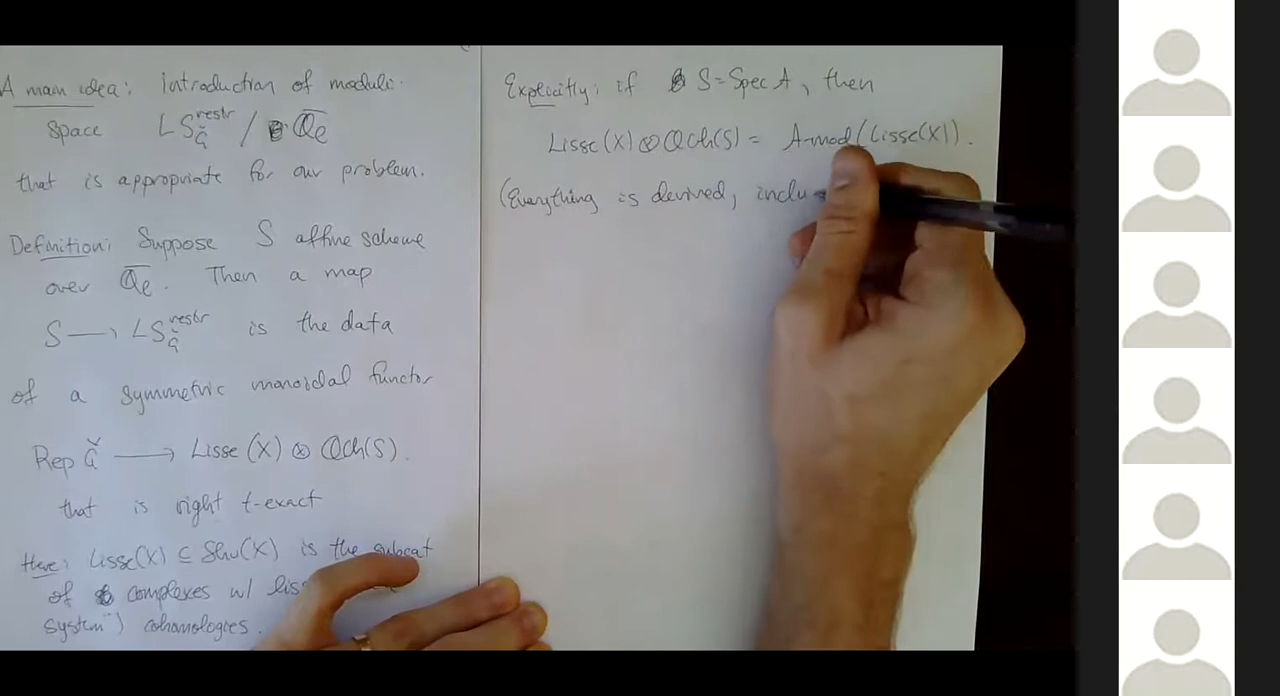 A main idea: introduction of moduli
space LS^restr_Ǧ / Q̅_ℓ
that is appropriate for our problem.
Definition: Suppose S affine scheme
over Q̅_ℓ. Then a map
S → LS^restr_Ǧ is the data
of a symmetric monoidal functor
Rep Ǧ → Lisse(X) ⊗ QCoh(S).
that is right t-exact
Here: Lisse(X) ⊆ Shv(X) is the subcat
of complexes w/ liss
system") cohomologies.
Explicitly: if S = Spec A, then
Lisse(X) ⊗ QCoh(S) = A-mod(Lisse(X)).
(Everything is derived, inclu